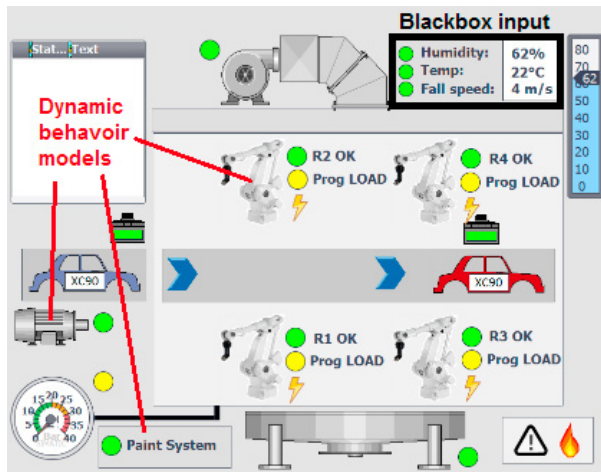 Blackbox input
Stat... Text
Humidity: 62%
Temp: 22°C
Fall speed: 4 m/s
80
70
62
50
40
30
20
10
0
Dynamic
behavoir
models
R2 OK
Prog LOAD
R4 OK
Prog LOAD
XC90
XC90
R1 OK
Prog LOAD
R3 OK
Prog LOAD
0
5
10
15
20
25
30
35
40
Bar
Paint System